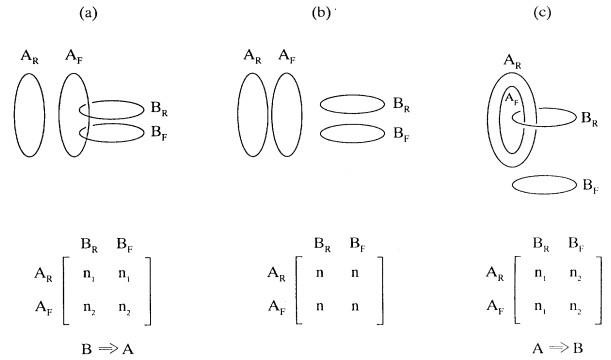 (a) (b) (c)
A_R A_F B_R B_F
A_R A_F B_R B_F
A_R A_F B_R B_F
B_R B_F
A_R n_1 n_1
A_F n_2 n_2
B ⇒ A
B_R B_F
A_R n n
A_F n n
B_R B_F
A_R n_1 n_2
A_F n_1 n_2
A ⇒ B